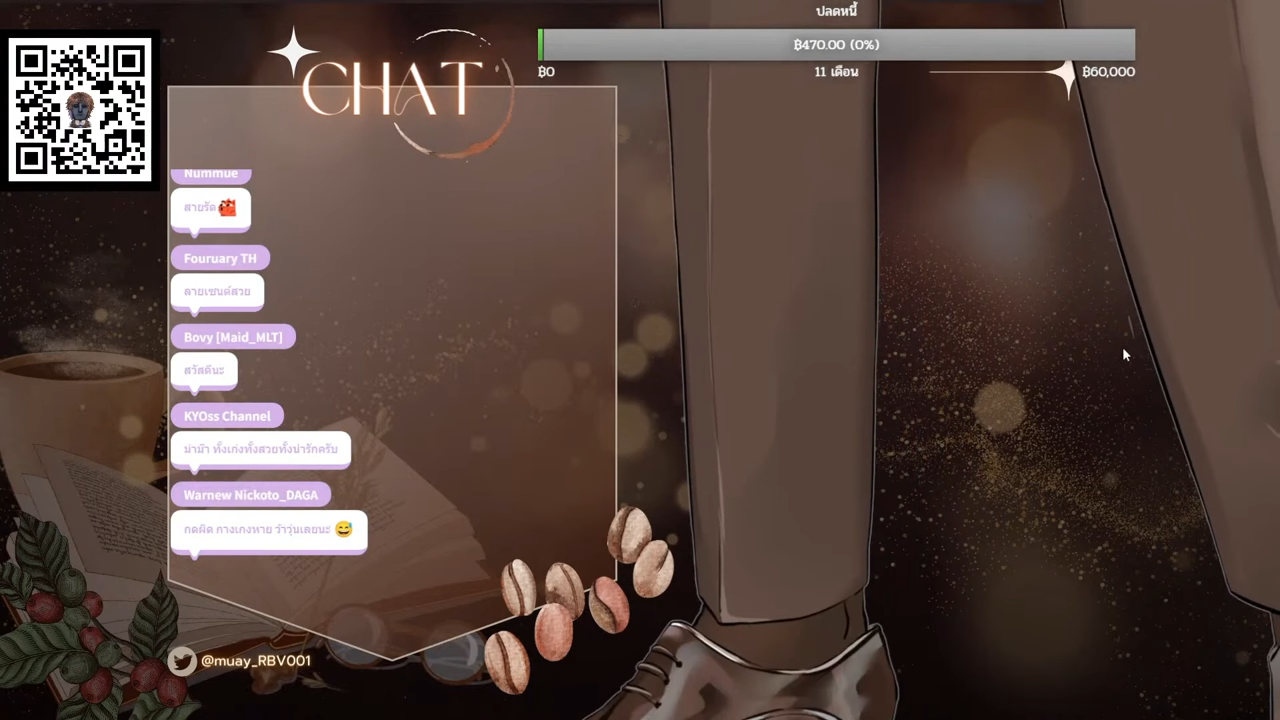 ปลดหนี้
฿470.00 (0%)
฿0
11 เดือน
฿60,000
CHAT
Nummue
สายรัด
Fouruary TH
ลายเซนต์สวย
Bovy [Maid_MLT]
สวัสดีนะ
KYOss Channel
ม่าม๊า ทั้งเก่งทั้งสวยทั้งน่ารักครับ
Warnew Nickoto_DAGA
กดผิด กางเกงหาย ว้าวุ่นเลยนะ 😅
@muay_RBV001